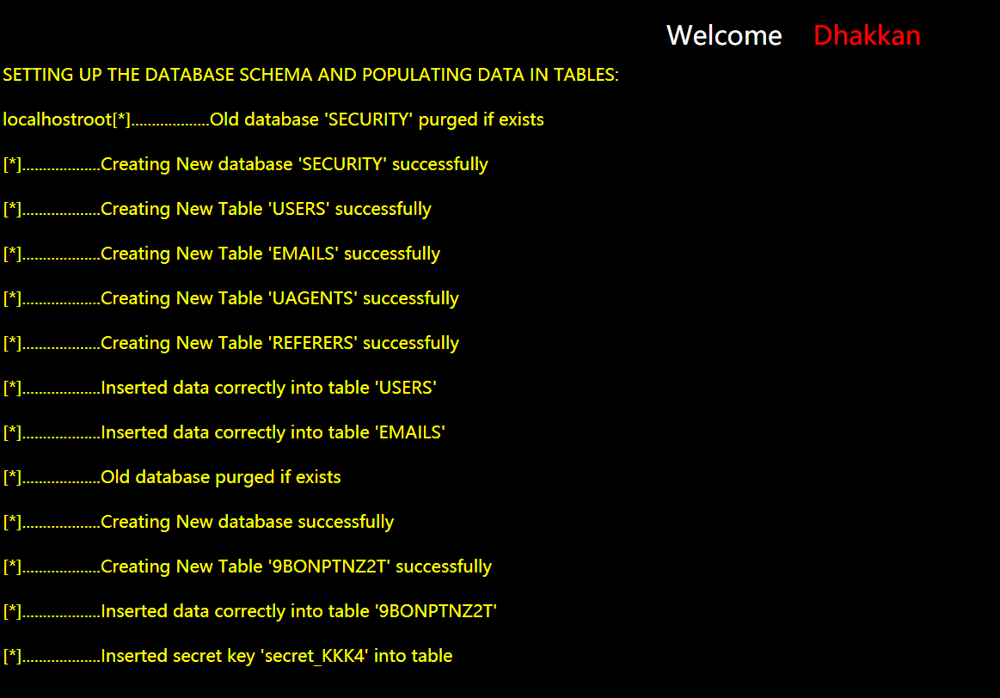 Welcome Dhakkan
SETTING UP THE DATABASE SCHEMA AND POPULATING DATA IN TABLES:
localhostroot[*]...................Old database 'SECURITY' purged if exists
[*]...................Creating New database 'SECURITY' successfully
[*]...................Creating New Table 'USERS' successfully
[*]...................Creating New Table 'EMAILS' successfully
[*]...................Creating New Table 'UAGENTS' successfully
[*]...................Creating New Table 'REFERERS' successfully
[*]...................Inserted data correctly into table 'USERS'
[*]...................Inserted data correctly into table 'EMAILS'
[*]...................Old database purged if exists
[*]...................Creating New database successfully
[*]...................Creating New Table '9BONPTNZ2T' successfully
[*]...................Inserted data correctly into table '9BONPTNZ2T'
[*]...................Inserted secret key 'secret_KKK4' into table